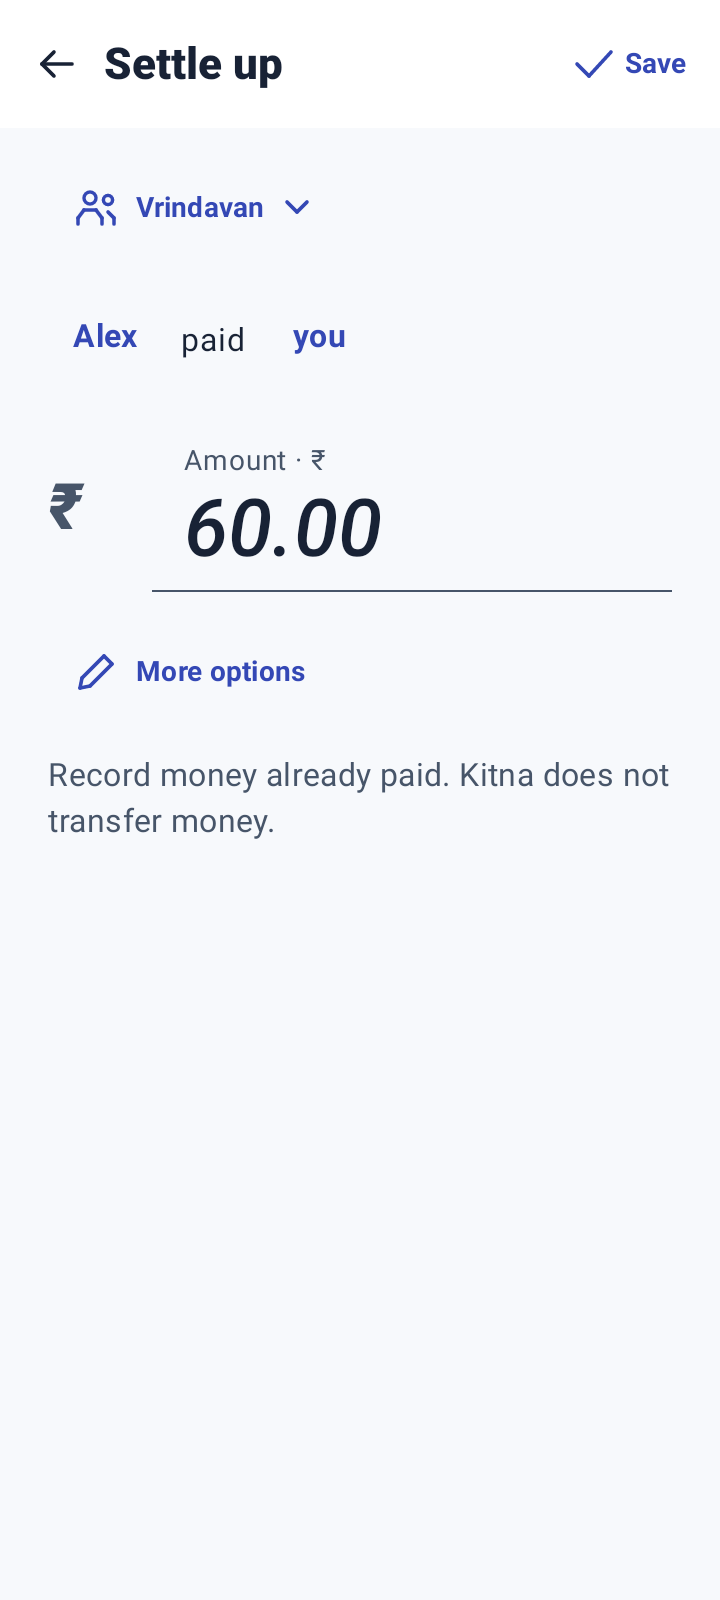 Settle up
Save
Vrindavan
Alex paid you
Amount · ₹
₹
60.00
More options
Record money already paid. Kitna does not
transfer money.